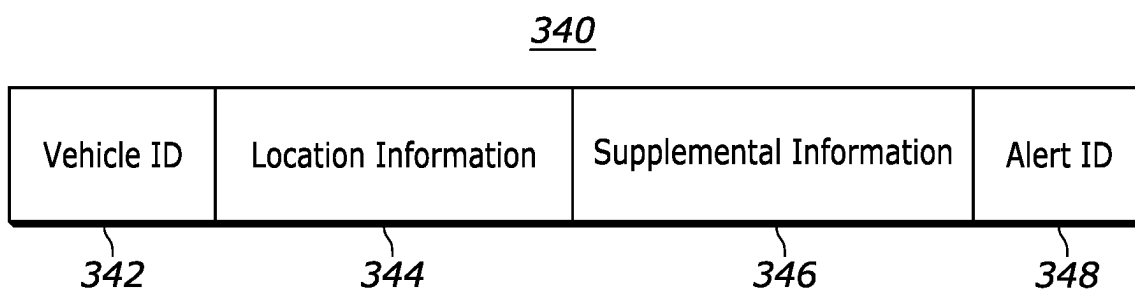 340
Vehicle ID Location Information Supplemental Information Alert ID
342 344 346 348